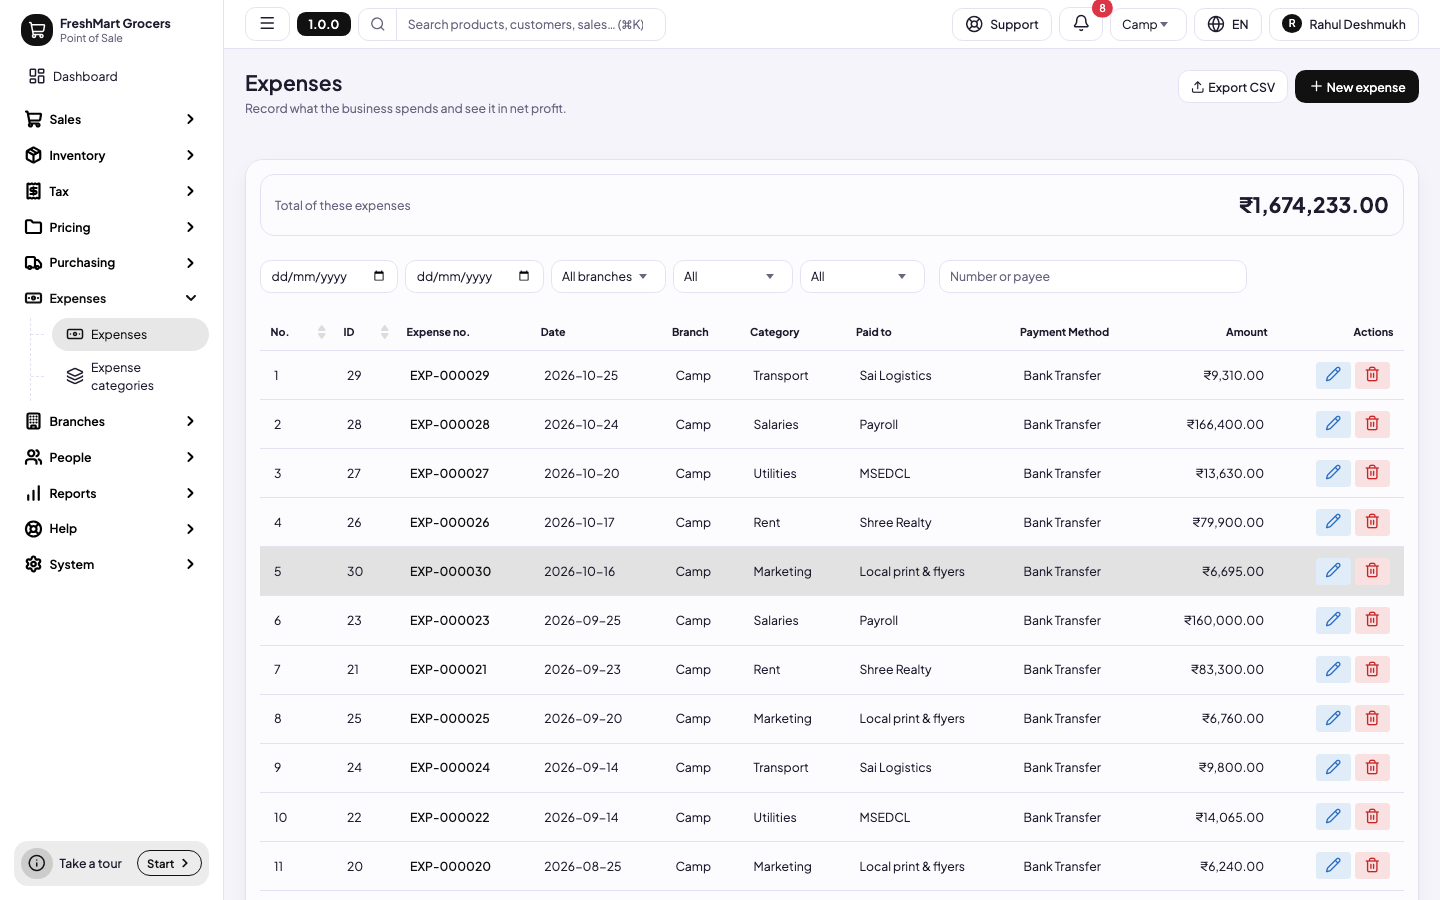 FreshMart Grocers
Point of Sale
1.0.0
Search products, customers, sales... (⌘K)
Support
8
Camp
EN
R
Rahul Deshmukh
Dashboard
Sales
Inventory
Tax
Pricing
Purchasing
Expenses
Expenses
Expense
categories
Branches
People
Reports
Help
System
Take a tour
Start
Expenses
Record what the business spends and see it in net profit.
Export CSV
+ New expense
Total of these expenses
₹1,674,233.00
dd/mm/yyyy dd/mm/yyyy All branches All All Number or payee
No. ID Expense no. Date Branch Category Paid to Payment Method Amount Actions
1 29 EXP-000029 2026-10-25 Camp Transport Sai Logistics Bank Transfer ₹9,310.00
2 28 EXP-000028 2026-10-24 Camp Salaries Payroll Bank Transfer ₹166,400.00
3 27 EXP-000027 2026-10-20 Camp Utilities MSEDCL Bank Transfer ₹13,630.00
4 26 EXP-000026 2026-10-17 Camp Rent Shree Realty Bank Transfer ₹79,900.00
5 30 EXP-000030 2026-10-16 Camp Marketing Local print & flyers Bank Transfer ₹6,695.00
6 23 EXP-000023 2026-09-25 Camp Salaries Payroll Bank Transfer ₹160,000.00
7 21 EXP-000021 2026-09-23 Camp Rent Shree Realty Bank Transfer ₹83,300.00
8 25 EXP-000025 2026-09-20 Camp Marketing Local print & flyers Bank Transfer ₹6,760.00
9 24 EXP-000024 2026-09-14 Camp Transport Sai Logistics Bank Transfer ₹9,800.00
10 22 EXP-000022 2026-09-14 Camp Utilities MSEDCL Bank Transfer ₹14,065.00
11 20 EXP-000020 2026-08-25 Camp Marketing Local print & flyers Bank Transfer ₹6,240.00